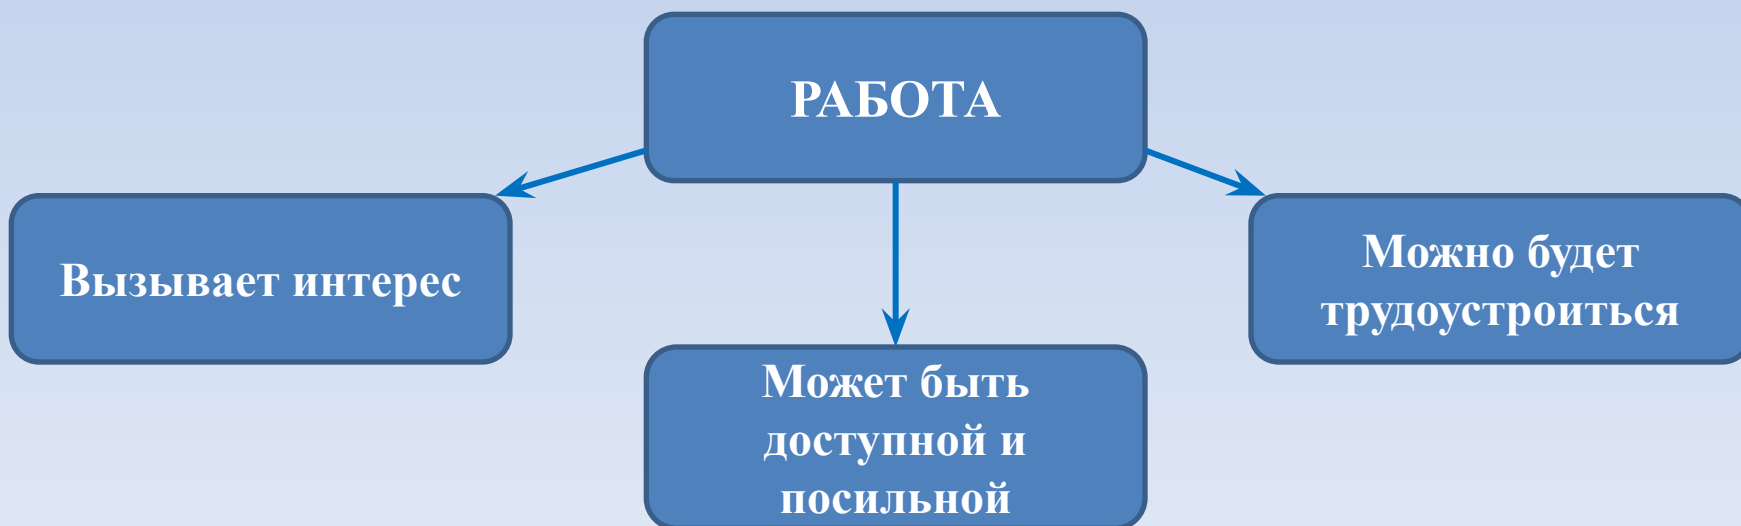 РАБОТА
Вызывает интерес
Можно будет
трудоустроиться
Может быть
доступной и
посильной